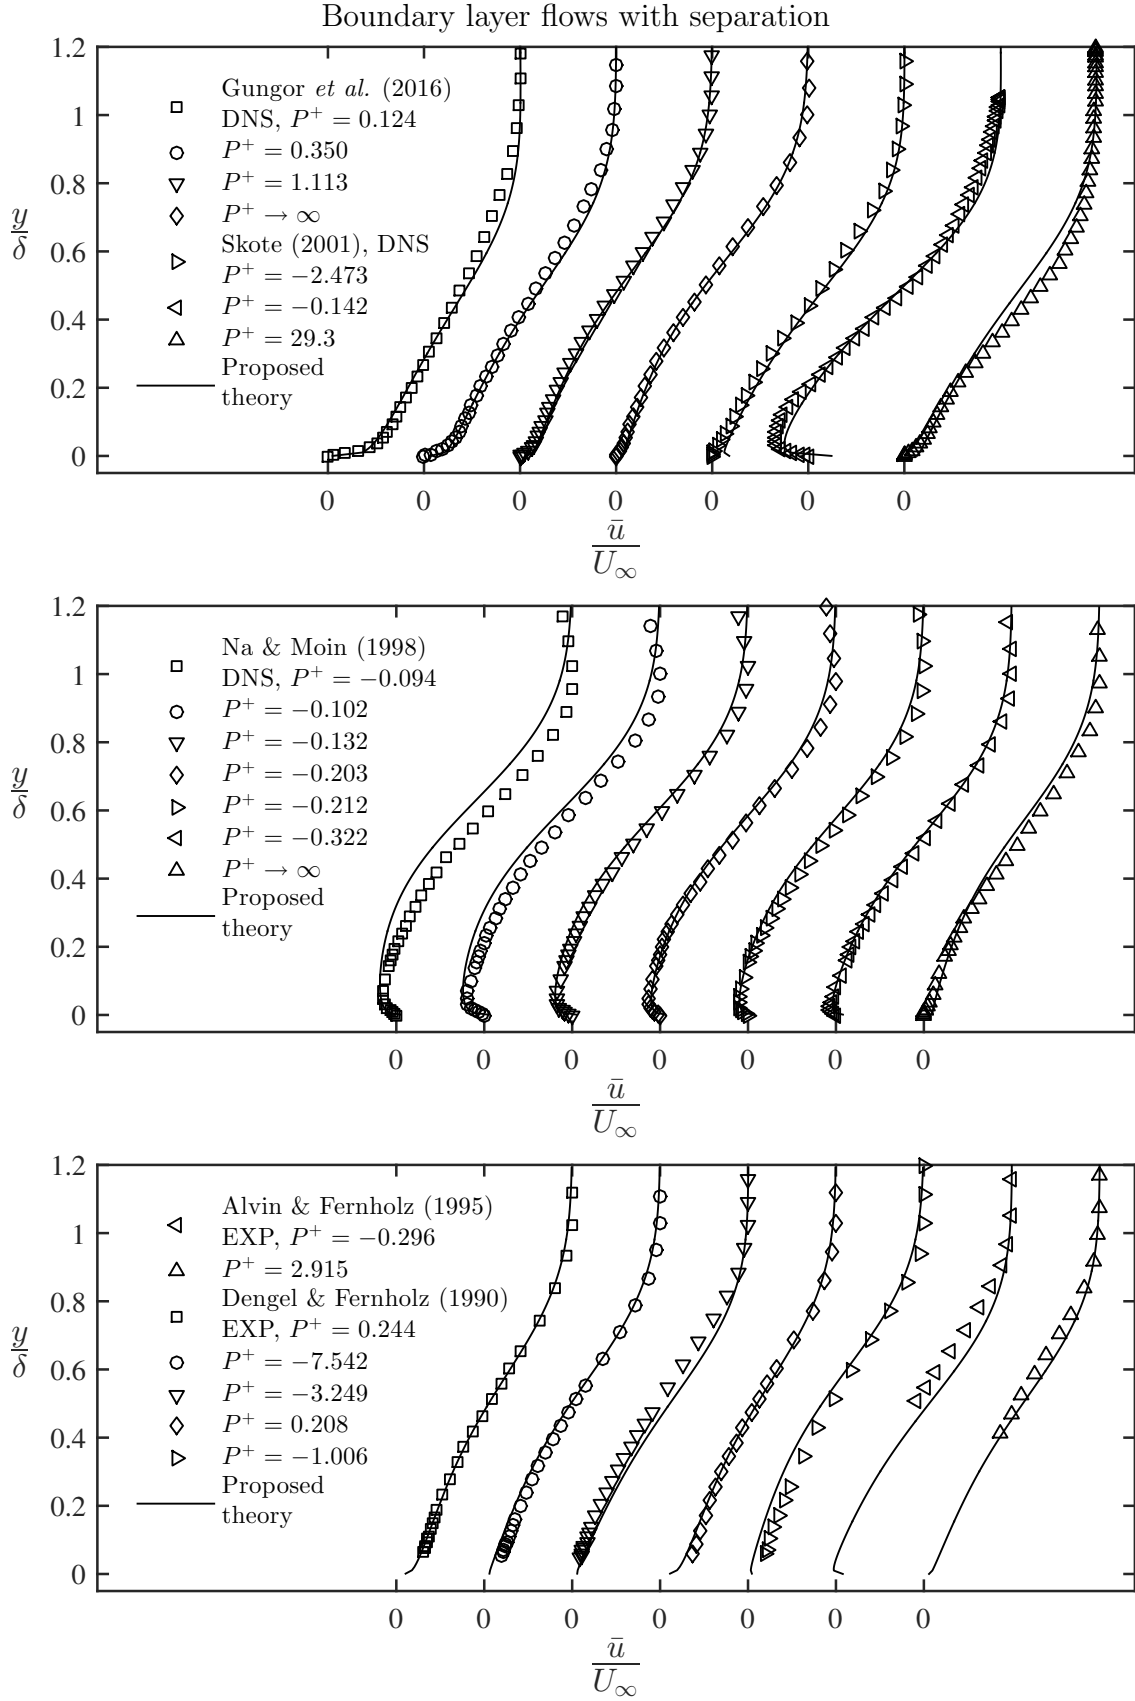 Boundary layer flows with separation
1.2
1
0.8
0.6
0.4
0.2
0
y
δ
Gungor et al. (2016)
DNS, P⁺ = 0.124
P⁺ = 0.350
P⁺ = 1.113
P⁺ → ∞
Skote (2001), DNS
P⁺ = −2.473
P⁺ = −0.142
P⁺ = 29.3
Proposed
theory
0 0 0 0 0 0 0
ū
U∞
1.2
1
0.8
0.6
0.4
0.2
0
y
δ
Na & Moin (1998)
DNS, P⁺ = −0.094
P⁺ = −0.102
P⁺ = −0.132
P⁺ = −0.203
P⁺ = −0.212
P⁺ = −0.322
P⁺ → ∞
Proposed
theory
0 0 0 0 0 0 0
ū
U∞
1.2
1
0.8
0.6
0.4
0.2
0
y
δ
Alvin & Fernholz (1995)
EXP, P⁺ = −0.296
P⁺ = 2.915
Dengel & Fernholz (1990)
EXP, P⁺ = 0.244
P⁺ = −7.542
P⁺ = −3.249
P⁺ = 0.208
P⁺ = −1.006
Proposed
theory
0 0 0 0 0 0 0
ū
U∞